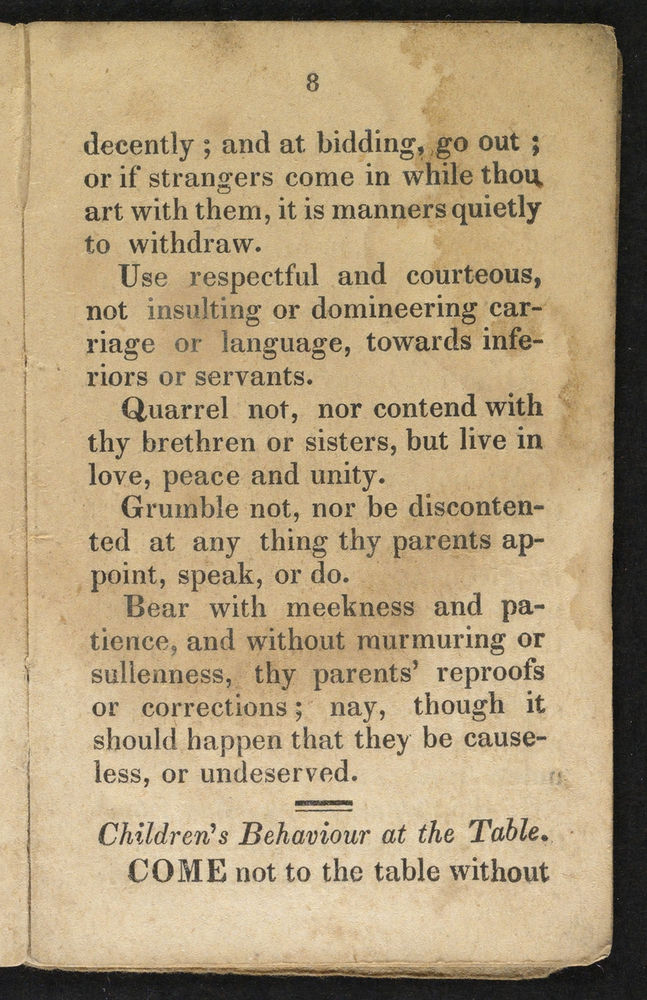 8
decently ; and at bidding, go out ;
or if strangers come in while thou
art with them, it is manners quietly
to withdraw.
Use respectful and courteous,
not insulting or domineering car-
riage or language, towards infe-
riors or servants.
Quarrel not, nor contend with
thy brethren or sisters, but live in
love, peace and unity.
Grumble not, nor be disconten-
ted at any thing thy parents ap-
point, speak, or do.
Bear with meekness and pa-
tience, and without murmuring or
sullenness, thy parents' reproofs
or corrections ; nay, though it
should happen that they be cause-
less, or undeserved.
Children's Behaviour at the Table.
COME not to the table without